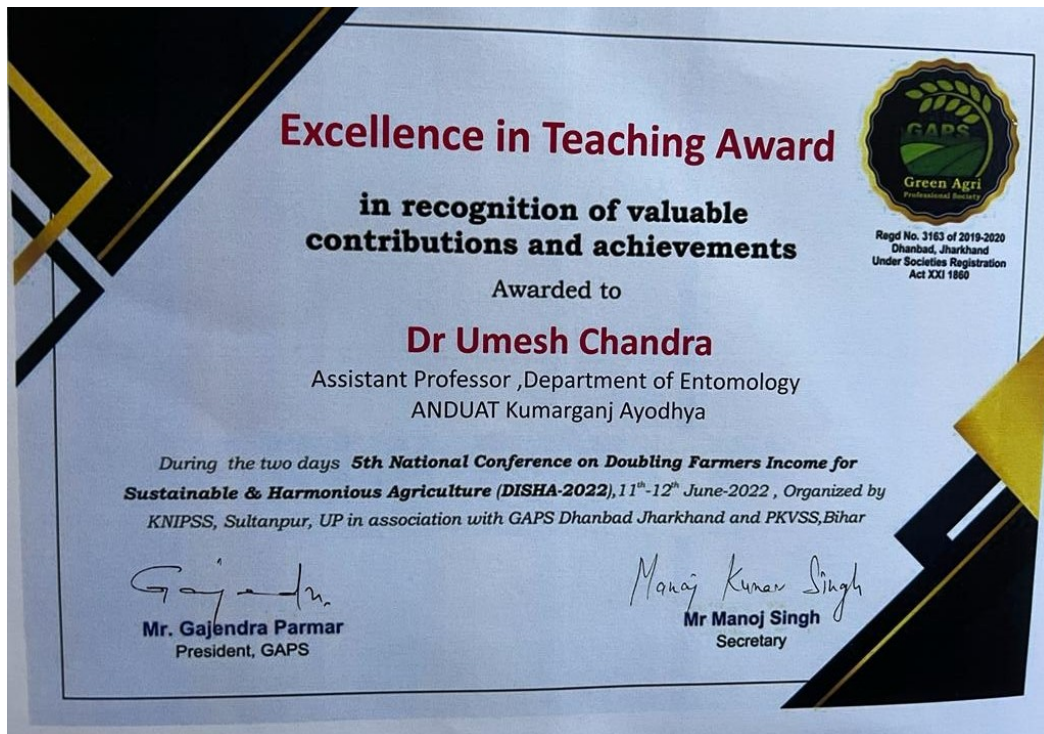 Excellence in Teaching Award
in recognition of valuable
contributions and achievements
Awarded to
Dr Umesh Chandra
Assistant Professor ,Department of Entomology
ANDUAT Kumarganj Ayodhya
During the two days 5th National Conference on Doubling Farmers Income for
Sustainable & Harmonious Agriculture (DISHA-2022),11th-12th June-2022 , Organized by
KNIPSS, Sultanpur, UP in association with GAPS Dhanbad Jharkhand and PKVSS,Bihar
GAPS
Green Agri
Professional Society
Regd No. 3163 of 2019-2020
Dhanbad, Jharkhand
Under Societies Registration
Act XXI 1860
Mr. Gajendra Parmar
President, GAPS
Manoj Kumar Singh
Mr Manoj Singh
Secretary